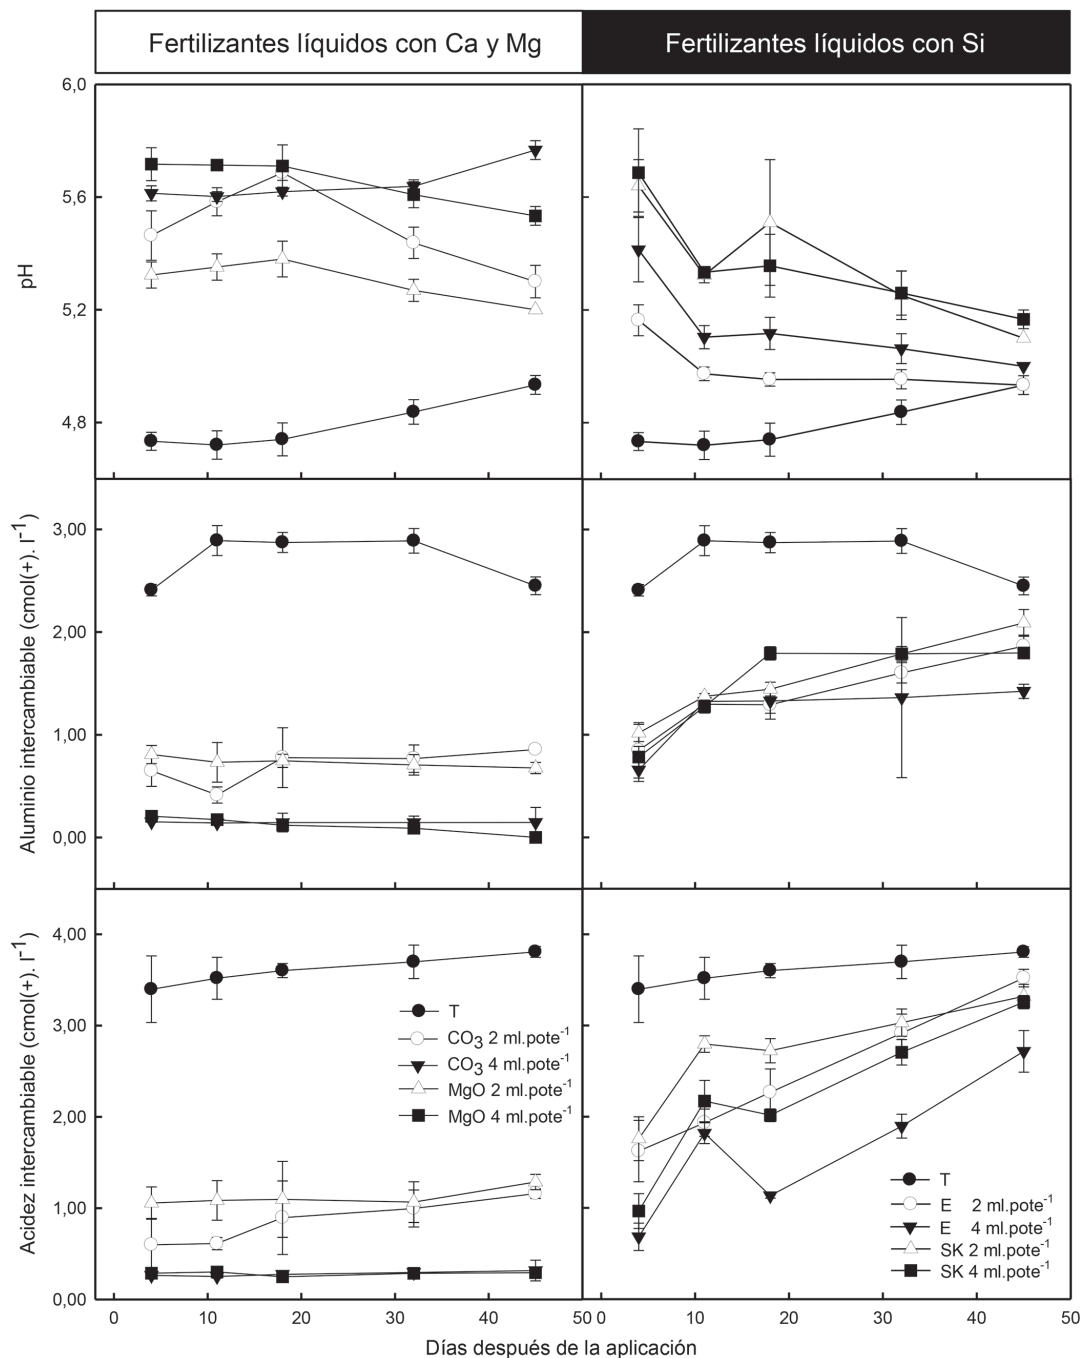 Fertilizantes líquidos con Ca y Mg
Fertilizantes líquidos con Si
6,0
5,6
5,2
4,8
pH
3,00
2,00
1,00
0,00
Aluminio intercambiable (cmol(+). l⁻¹)
4,00
3,00
2,00
1,00
0,00
Acidez intercambiable (cmol(+). l⁻¹)
T
CO₃ 2 ml.pote⁻¹
CO₃ 4 ml.pote⁻¹
MgO 2 ml.pote⁻¹
MgO 4 ml.pote⁻¹
T
E 2 ml.pote⁻¹
E 4 ml.pote⁻¹
SK 2 ml.pote⁻¹
SK 4 ml.pote⁻¹
0 10 20 30 40 50 0 10 20 30 40 50
Días después de la aplicación